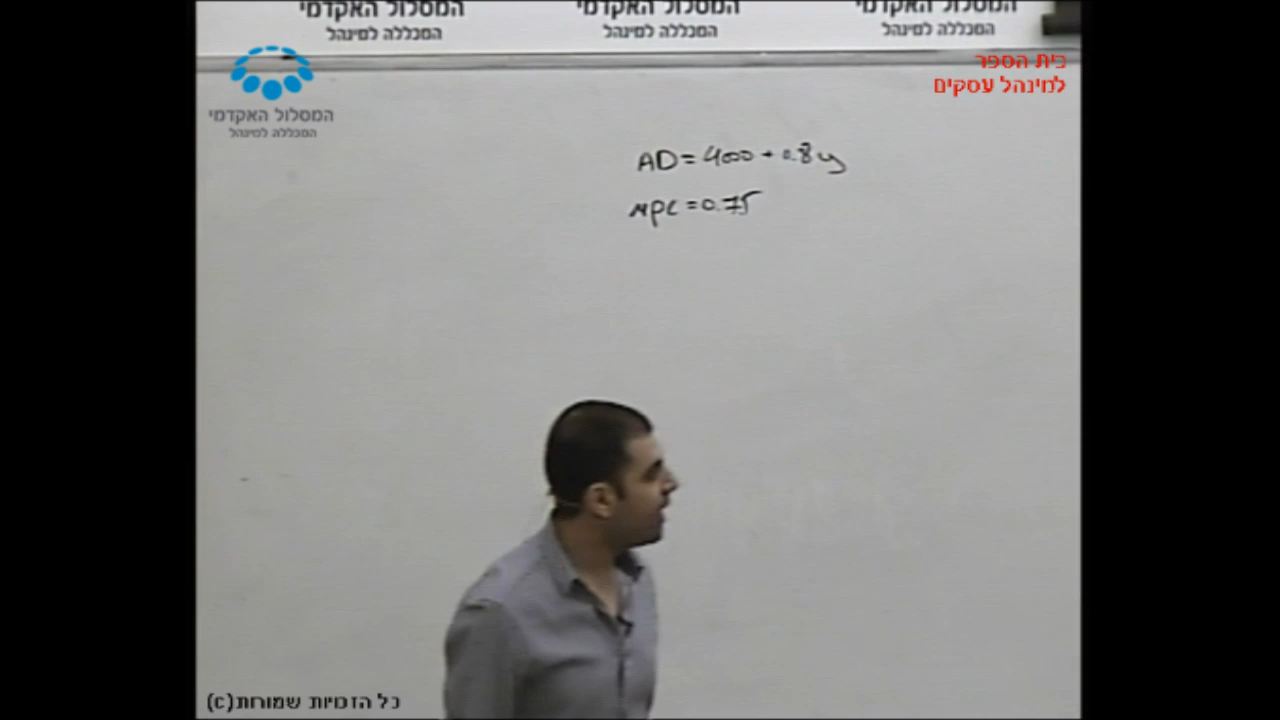 המסלול האקדמי המסלול האקדמי המסלול האקדמי
המכללה למינהל המכללה למינהל המכללה למינהל
בית הספר
למינהל עסקים
המסלול האקדמי
המכללה למינהל
AD = 400 + 0.8y
MPC = 0.75
כל הזכויות שמורות(c)